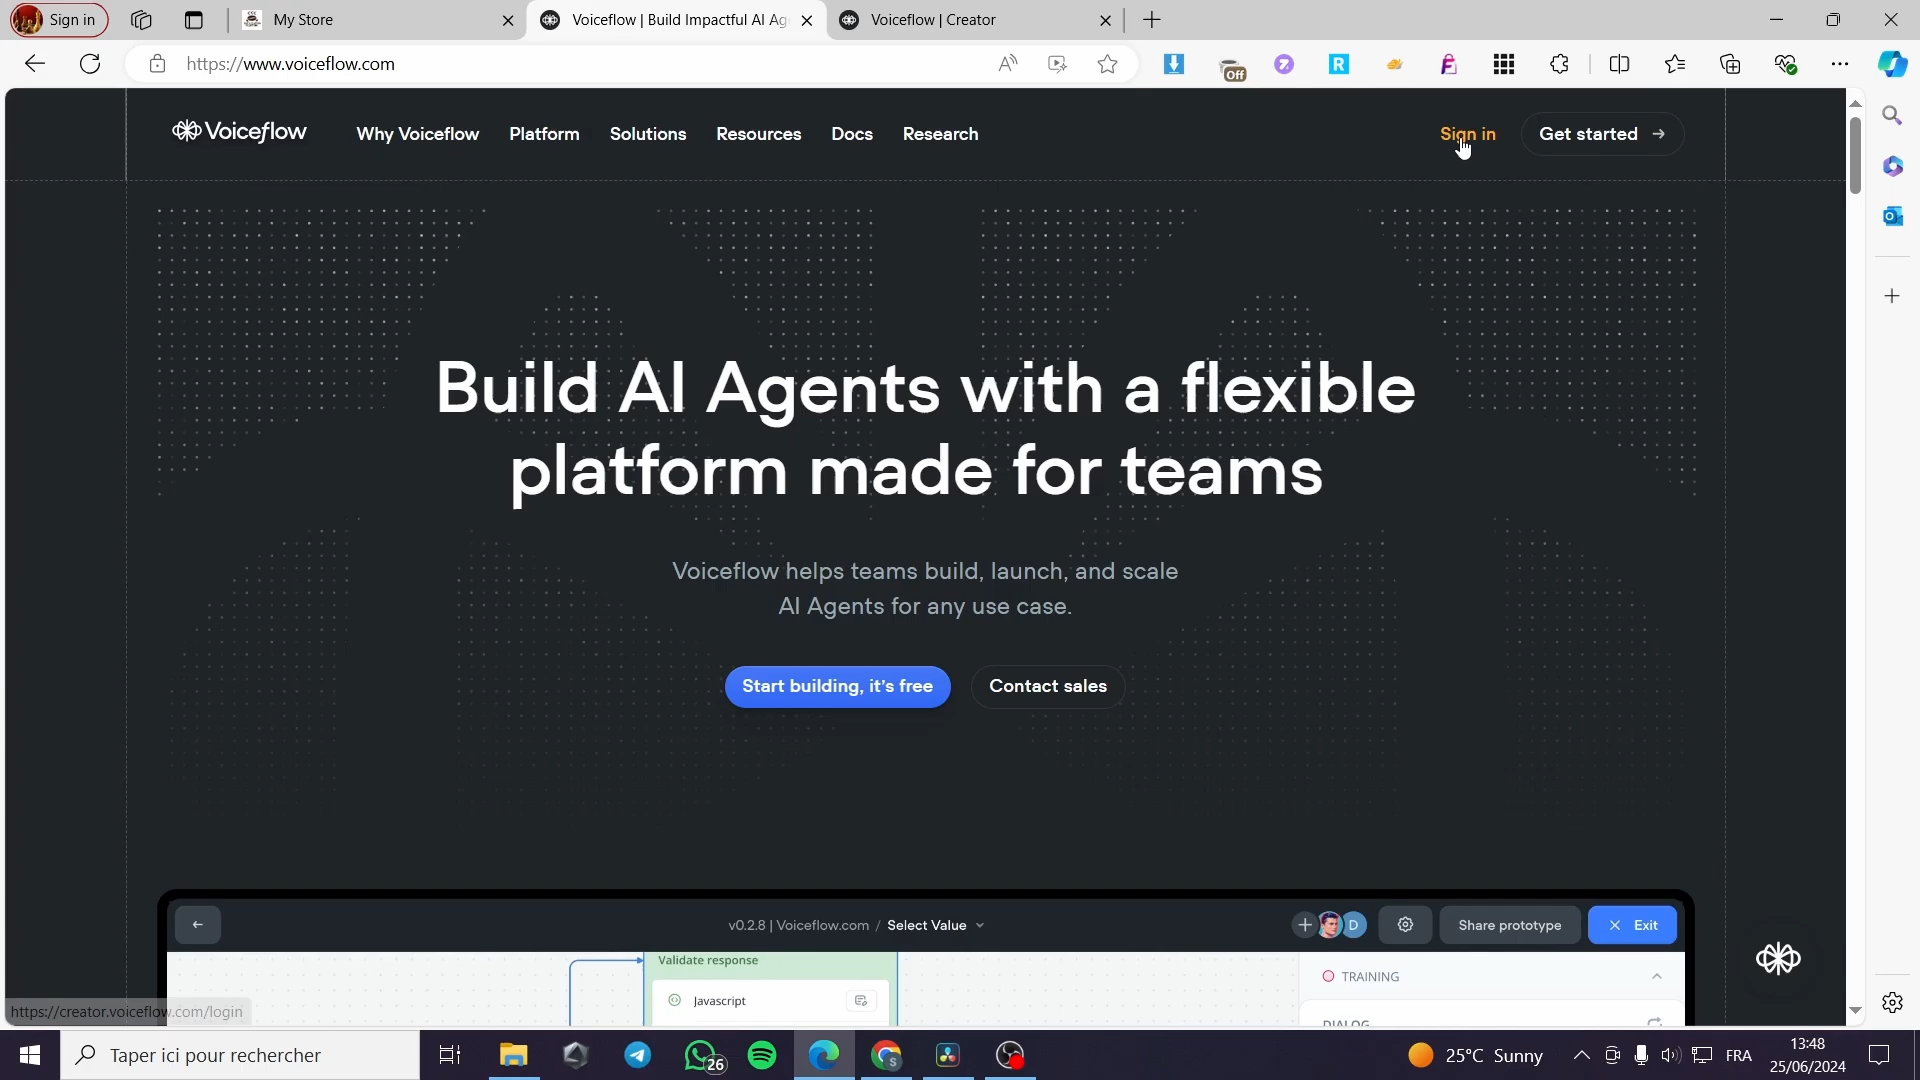 Sign in
My Store
Voiceflow | Build Impactful AI Ag
Voiceflow | Creator
https://www.voiceflow.com
Off
Voiceflow
Why Voiceflow
Platform
Solutions
Resources
Docs
Research
Sign in
Get started →
Build AI Agents with a flexible
platform made for teams
Voiceflow helps teams build, launch, and scale
AI Agents for any use case.
Start building, it's free
Contact sales
v0.2.8 | Voiceflow.com / Select Value
D
Share prototype
Exit
Validate response
TRAINING
Javascript
DIALOG
https://creator.voiceflow.com/login
Taper ici pour rechercher
26
25°C Sunny
FRA
13:48
25/06/2024